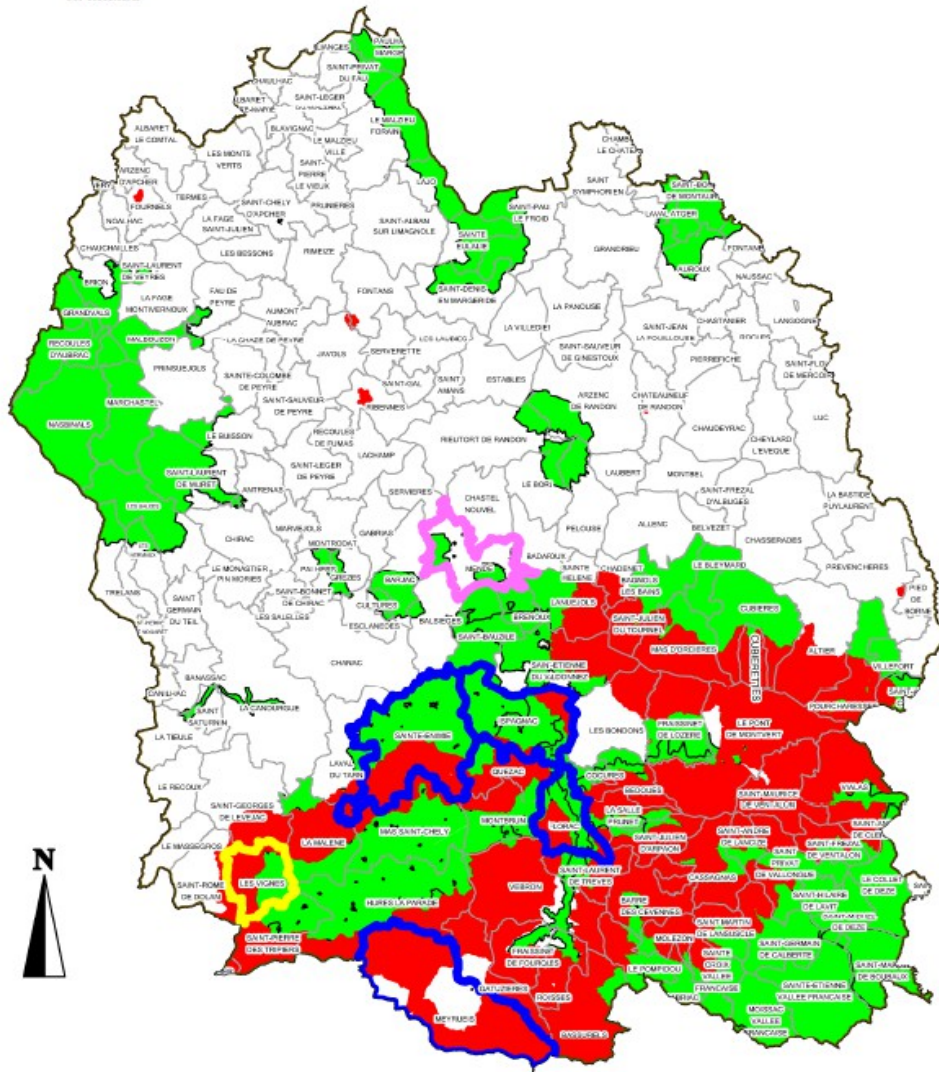 SAINT-PRIVAT
DU FAU
SAINT-LEGER
BLAVIGNAC
LE MALZIEU
FORAIN
ALBARET
LE COMTAL
LES MONTS
VERTS
LE MALZIEU
VILLE
SAINT-
PIERRE
LE VIEUX
FOURNELS
TERMES
NOALHAC
SAINT-CHELY
D'APCHER
PRUNIERES
LAJO
SAINT
SYMPHORIEN
LA FAGE
SAINT-JULIEN
SAINT-ALBAN
SUR LIMAGNOLE
SAINTE
EULALIE
LE FROID
LAVAL ATGER
CHAUCHAILLES
LES BESSONS
RIMEIZE
GRANDRIEU
AUROUX
BRION
SAINT-LAURENT
DE VEYRES
FONTANS
SAINT-DENIS
EN MARGERIDE
NAUSSAC
GRANDVALS
LA FAGE
MONTIVERNOUX
FAU DE
PEYRE
AUMONT
AUBRAC
LA PANOUSE
CHASTANIER
LANGOGNE
RECOULES
D'AUBRAC
MALBOUZON
LA CHAZE DE PEYRE
SERVERETTE
LES LAUBIES
LA VILLEDIEU
SAINT-SAUVEUR
DE GINESTOUX
SAINT-JEAN
LA FOUILLOUSE
ROCLES
PIERREFICHE
PRINSUEJOLS
JAVOLS
SAINT-GAL
SAINT
AMANS
ESTABLES
MARCHASTEL
SAINTE-COLOMBE
DE PEYRE
RIBENNES
ARZENC
DE RANDON
CHATEAUNEUF
DE RANDON
LUC
NASBINALS
SAINT-SAUVEUR
DE PEYRE
CHAUDEYRAC
CHEYLARD
L'EVEQUE
LE BUISSON
RECOULES
DE FUMAS
LACHAMP
RIEUTORT DE RANDON
SAINT-LAURENT
DE MURET
SAINT-LEGER
DE PEYRE
LAUBERT
MONTBEL
ANTRENAS
SERVIERES
CHASTEL
NOUVEL
LE BORN
SAINT-FREZAL
D'ALBUGES
LA BASTIDE
PUYLAURENT
CHIRAC
MARVEJOLS
MONTRODAT
GABRIAS
PELOUSE
ALLENC
BELVEZET
CHASSERADES
PREVENCHERES
TRELANS
LE MONASTIER
PIN MORIES
GREZES
BARJAC
MENDE
BADAROUX
SAINTE
HELENE
CHADENET
BAGNOLS
LES BAINS
LE BLEYMARD
PIED
DE
BORNE
SAINT
GERMAIN
DU TEIL
SAINT-BONNET
DE CHIRAC
LES SALELLES
CULTURES
ESCLANEDES
BALSIEGES
BRENOUX
LANUEJOLS
SAINT-JULIEN
DU TOURNEL
CUBIERES
SAINT-BAUZILE
MAS D'ORCIERES
CUBIERETTES
ALTIER
VILLEFORT
CHANAC
SAINT-ETIENNE
DU VALDONNEZ
BANASSAC
LA CANOURGUE
SAINT
SATURNIN
LA TIEULE
SAINTE-ENIMIE
ISPAGNAC
LES BONDONS
FRAISSINET
DE LOZERE
LE PONT
DE MONTVERT
POURCHARESSES
LAVAL
DU TARN
QUEZAC
COCURES
BEDOUES
LE RECOUX
SAINT-GEORGES
DE LEVEJAC
SAINT-MAURICE
DE VENTALON
VIALAS
LE MASSEGROS
LA MALENE
MAS SAINT-CHELY
MONTBRUN
FLORAC
LA SALLE
PRUNET
SAINT-JULIEN
D'ARPAON
SAINT-ANDRE
DE LANCIZE
SAINT-FREZAL
DE VENTALON
SAINT-ROME
DE DOLAN
LES VIGNES
SAINT-LAURENT
DE TREVES
CASSAGNAS
SAINT
PRIVAT
DE VALLONGUE
LE COLLET
DE DEZE
HURES LA PARADE
VEBRON
BARRE
DES CEVENNES
SAINT-HILAIRE
DE LAVIT
SAINT-PIERRE
DES TRIPIERS
FRAISSINET
DE FOURQUES
MOLEZON
SAINT MARTIN
DE LANSUSCLE
SAINT-GERMAIN
DE CALBERTE
LE POMPIDOU
SAINTE
CROIX
VALLEE
FRANCAISE
GATUZIERES
ROUSSES
MEYRUEIS
BASSURELS
MOISSAC
VALLEE
FRANCAISE
SAINTE-ETIENNE
VALLEE FRANCAISE
N